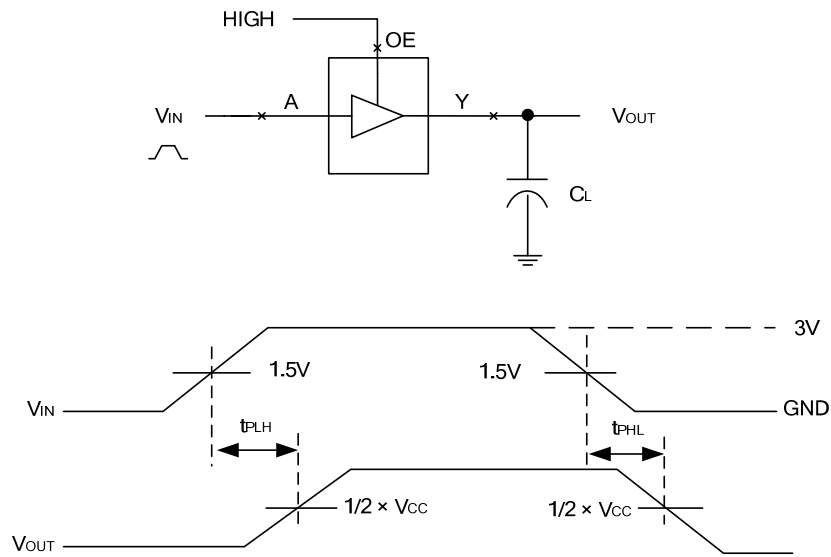 HIGH
OE
VIN A Y VOUT
CL
3V
1.5V 1.5V
VIN GND
tPLH tPHL
1/2 × VCC 1/2 × VCC
VOUT